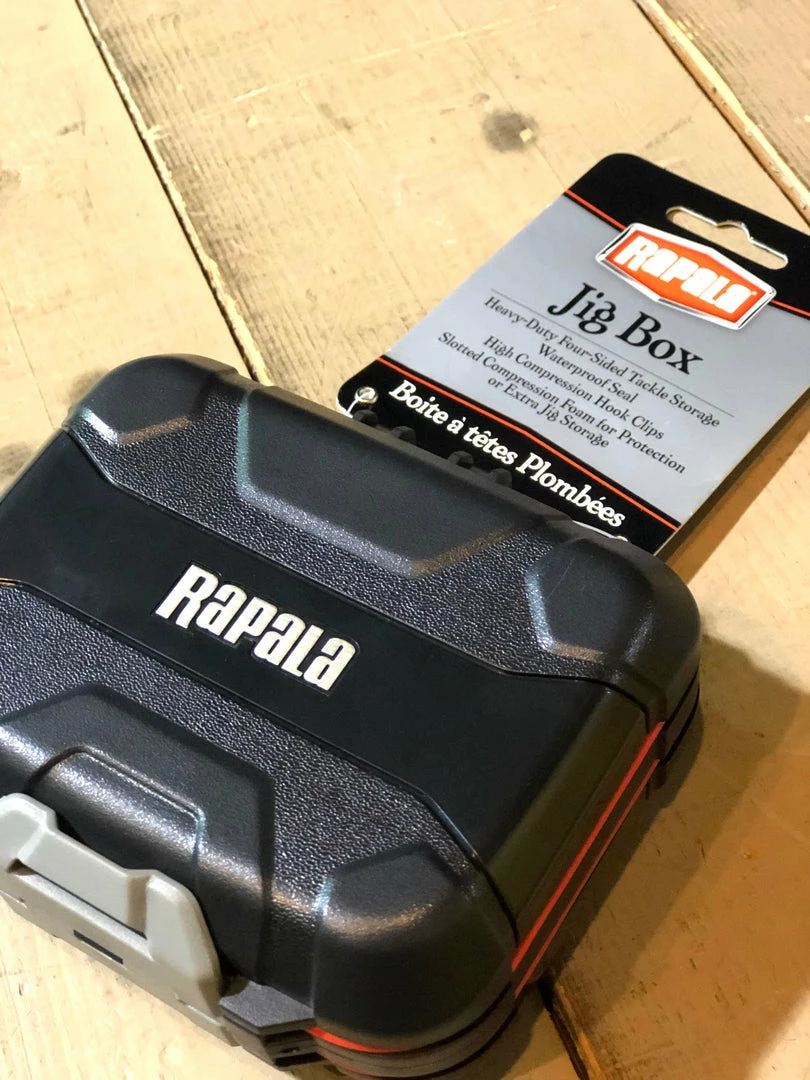 RAPALA
Jig Box
Heavy-Duty Four-Sided Tackle Storage
Waterproof Seal
High Compression Hook Clips
Slotted Compression Foam for Protection
or Extra Jig Storage
Boite à têtes Plombées
RAPALA